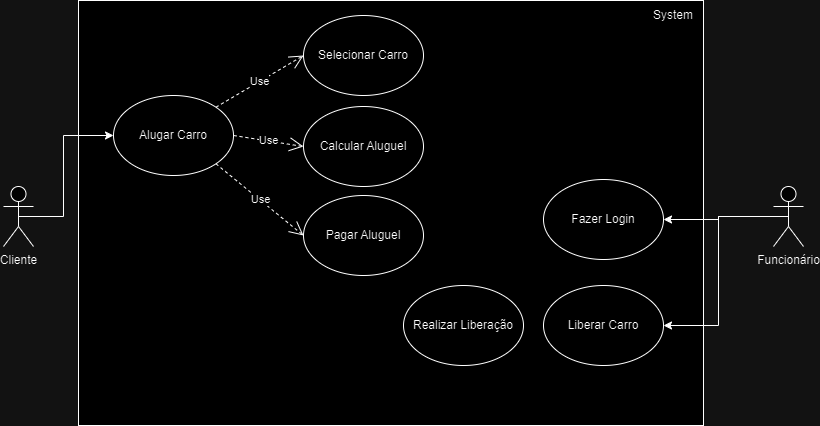 System
Selecionar Carro
Use
Alugar Carro
Use
Calcular Aluguel
Use
Pagar Aluguel
Fazer Login
Cliente
Funcionário
Realizar Liberação
Liberar Carro